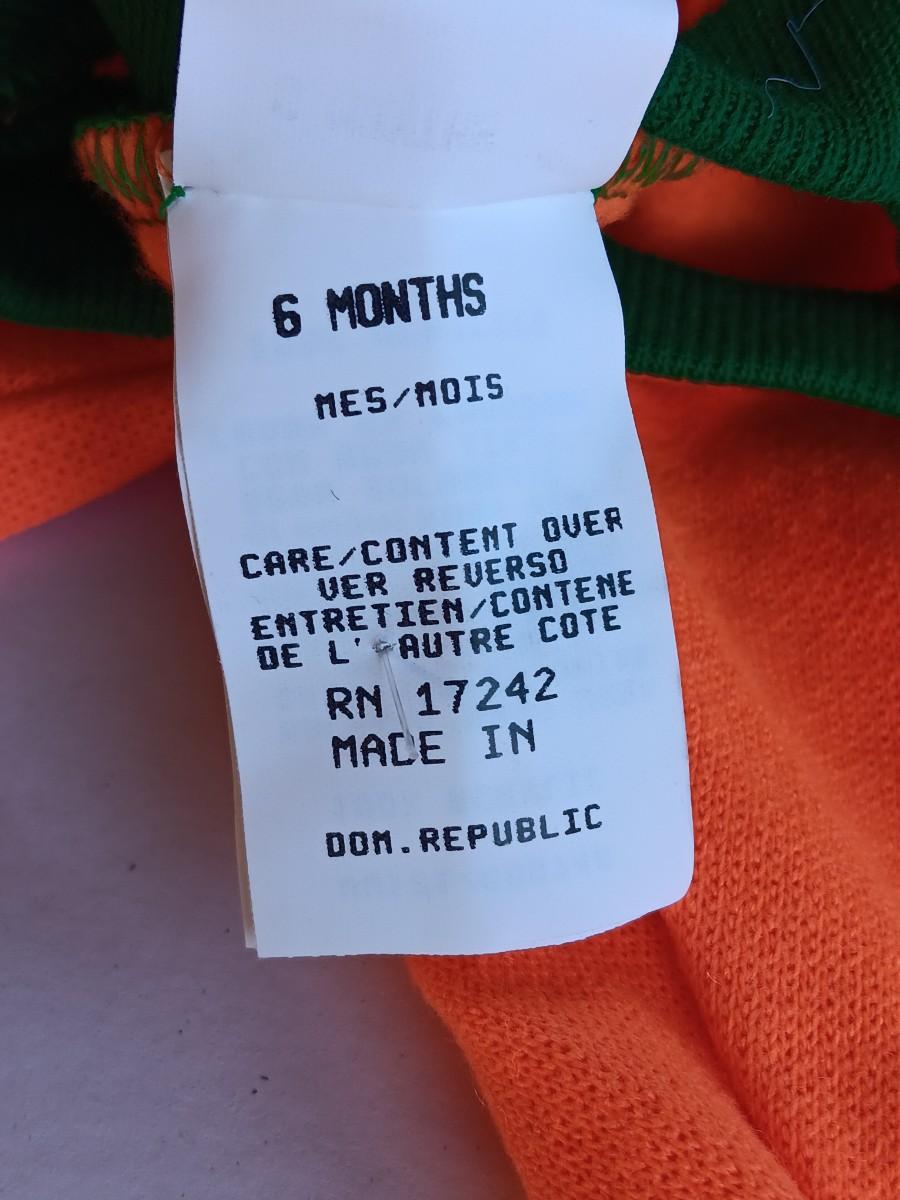 6 MONTHS
MES/MOIS
CARE/CONTENT OVER
VER REVERSO
ENTRETIEN/CONTENE
DE L'AUTRE COTE
RN 17242
MADE IN
DOM.REPUBLIC